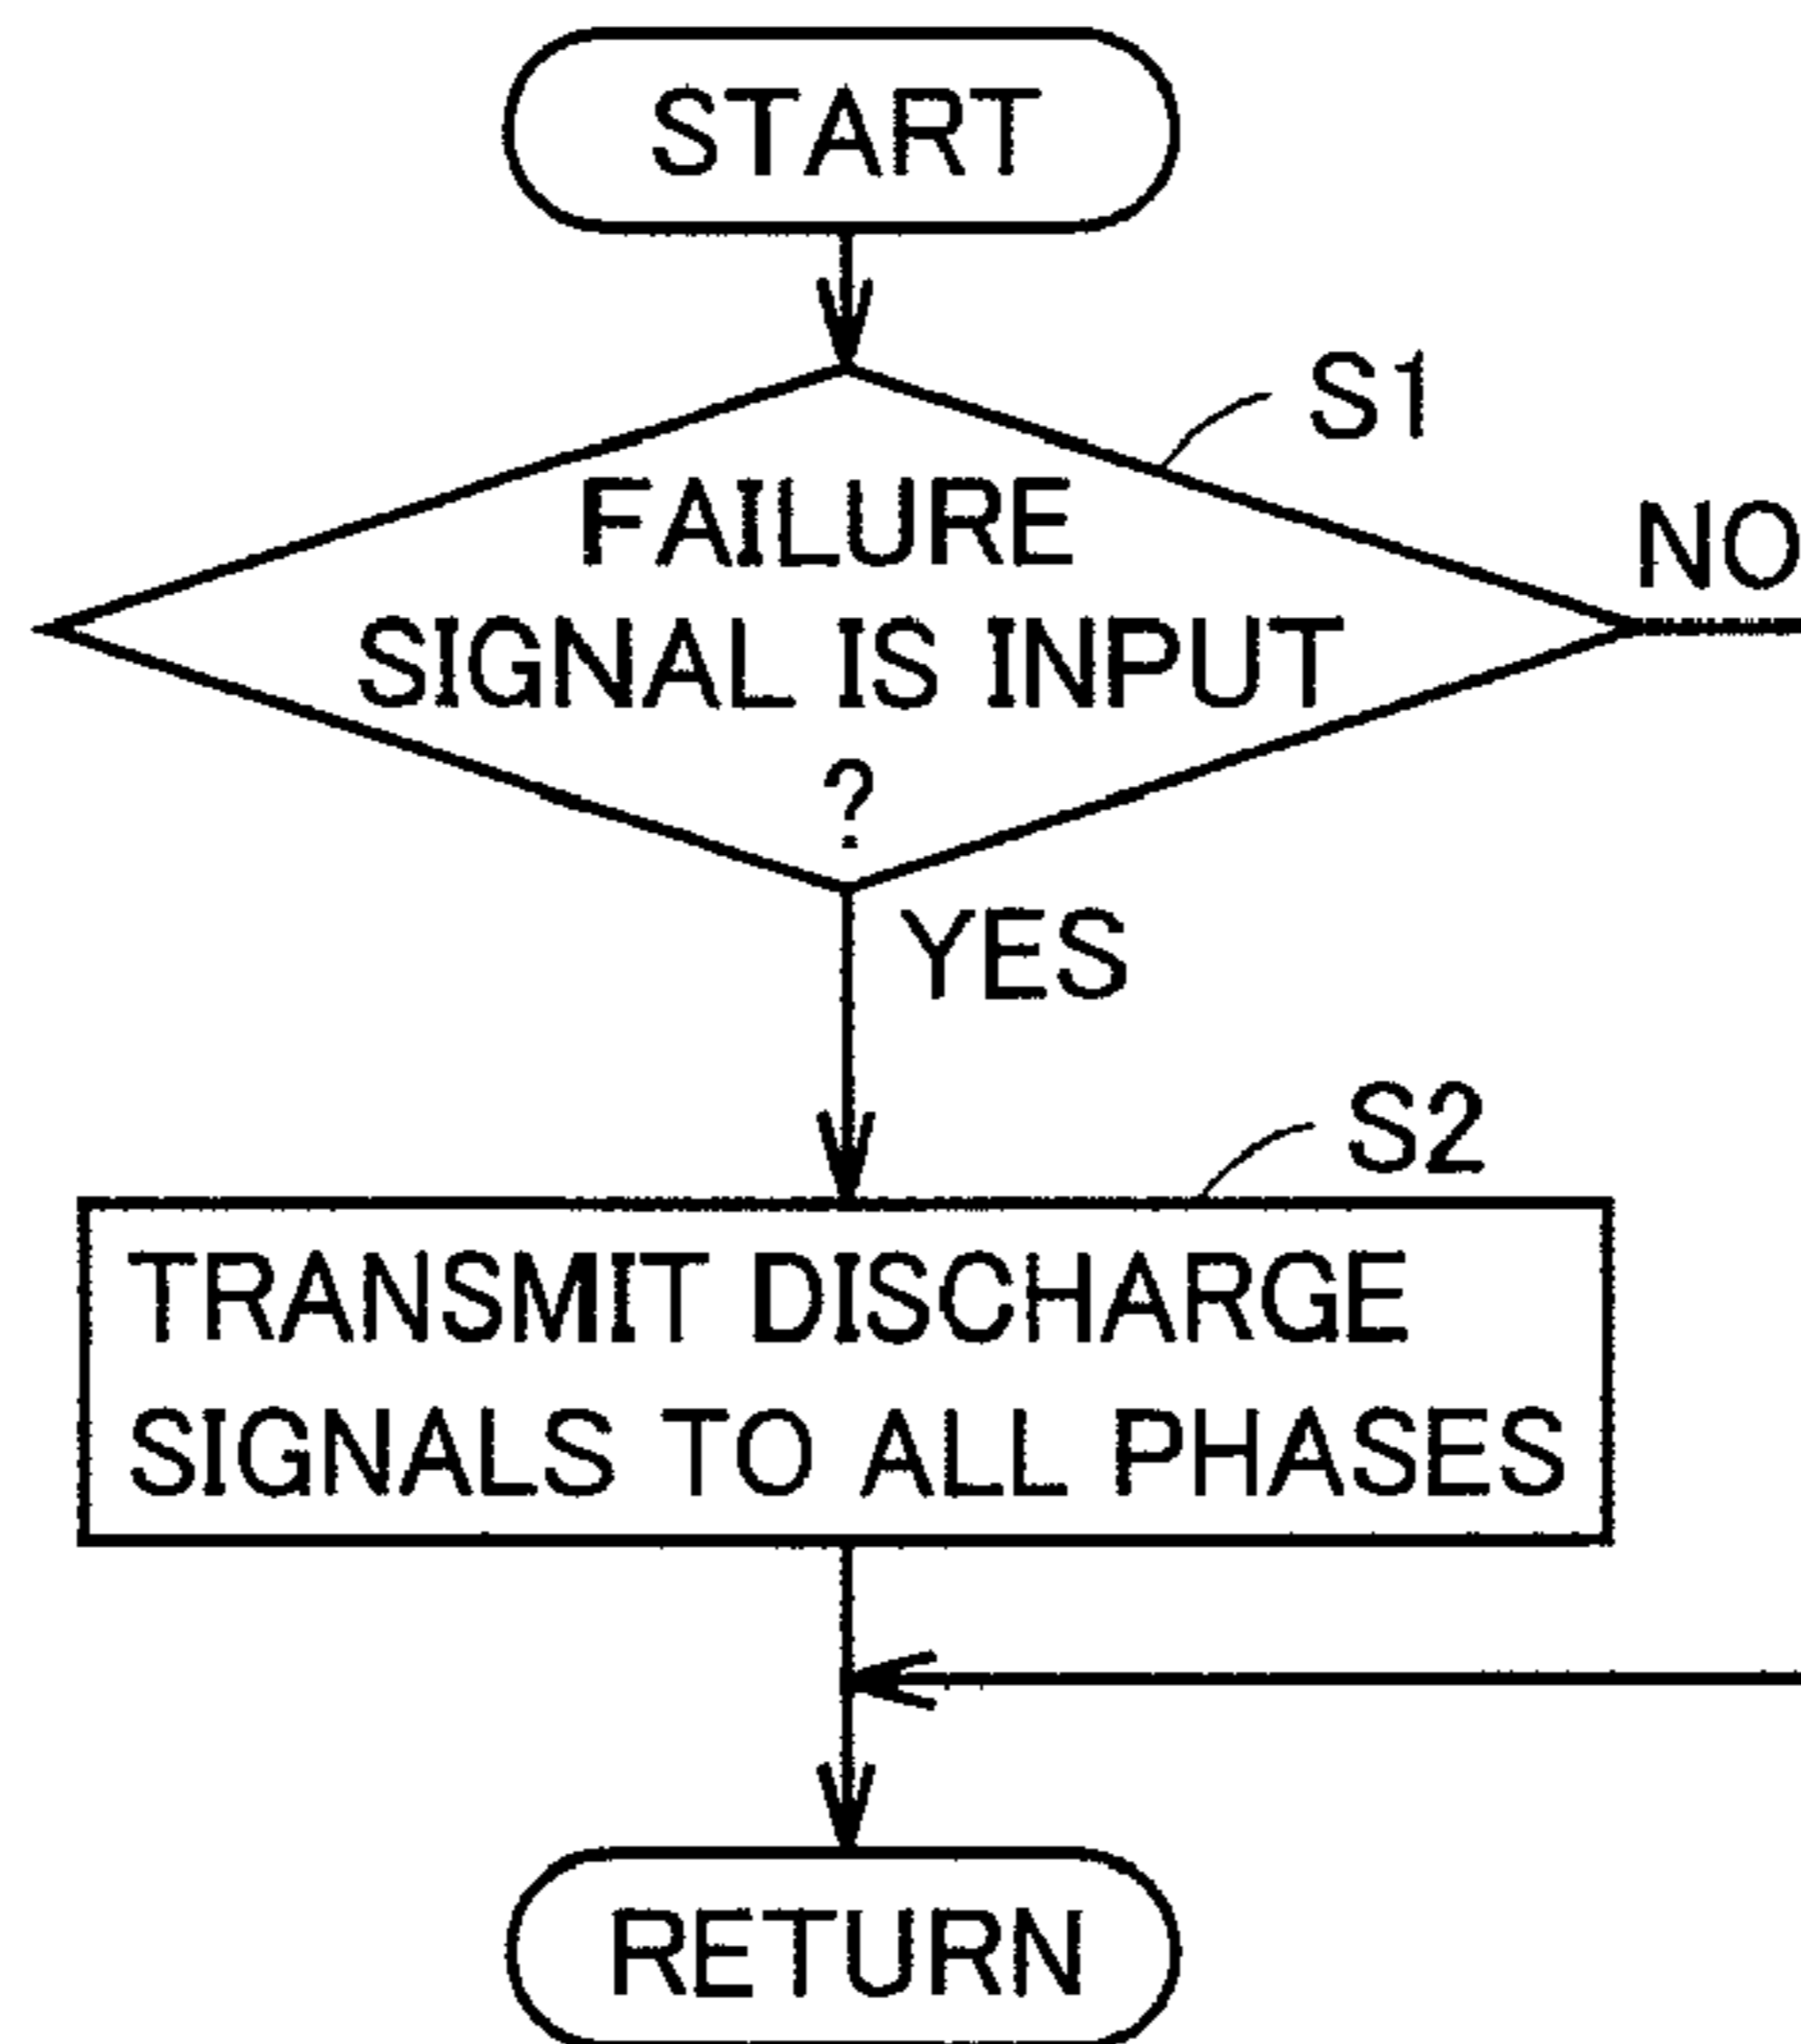 START
S1
FAILURE
NO
SIGNAL IS INPUT
?
YES
S2
TRANSMIT DISCHARGE
SIGNALS TO ALL PHASES
RETURN